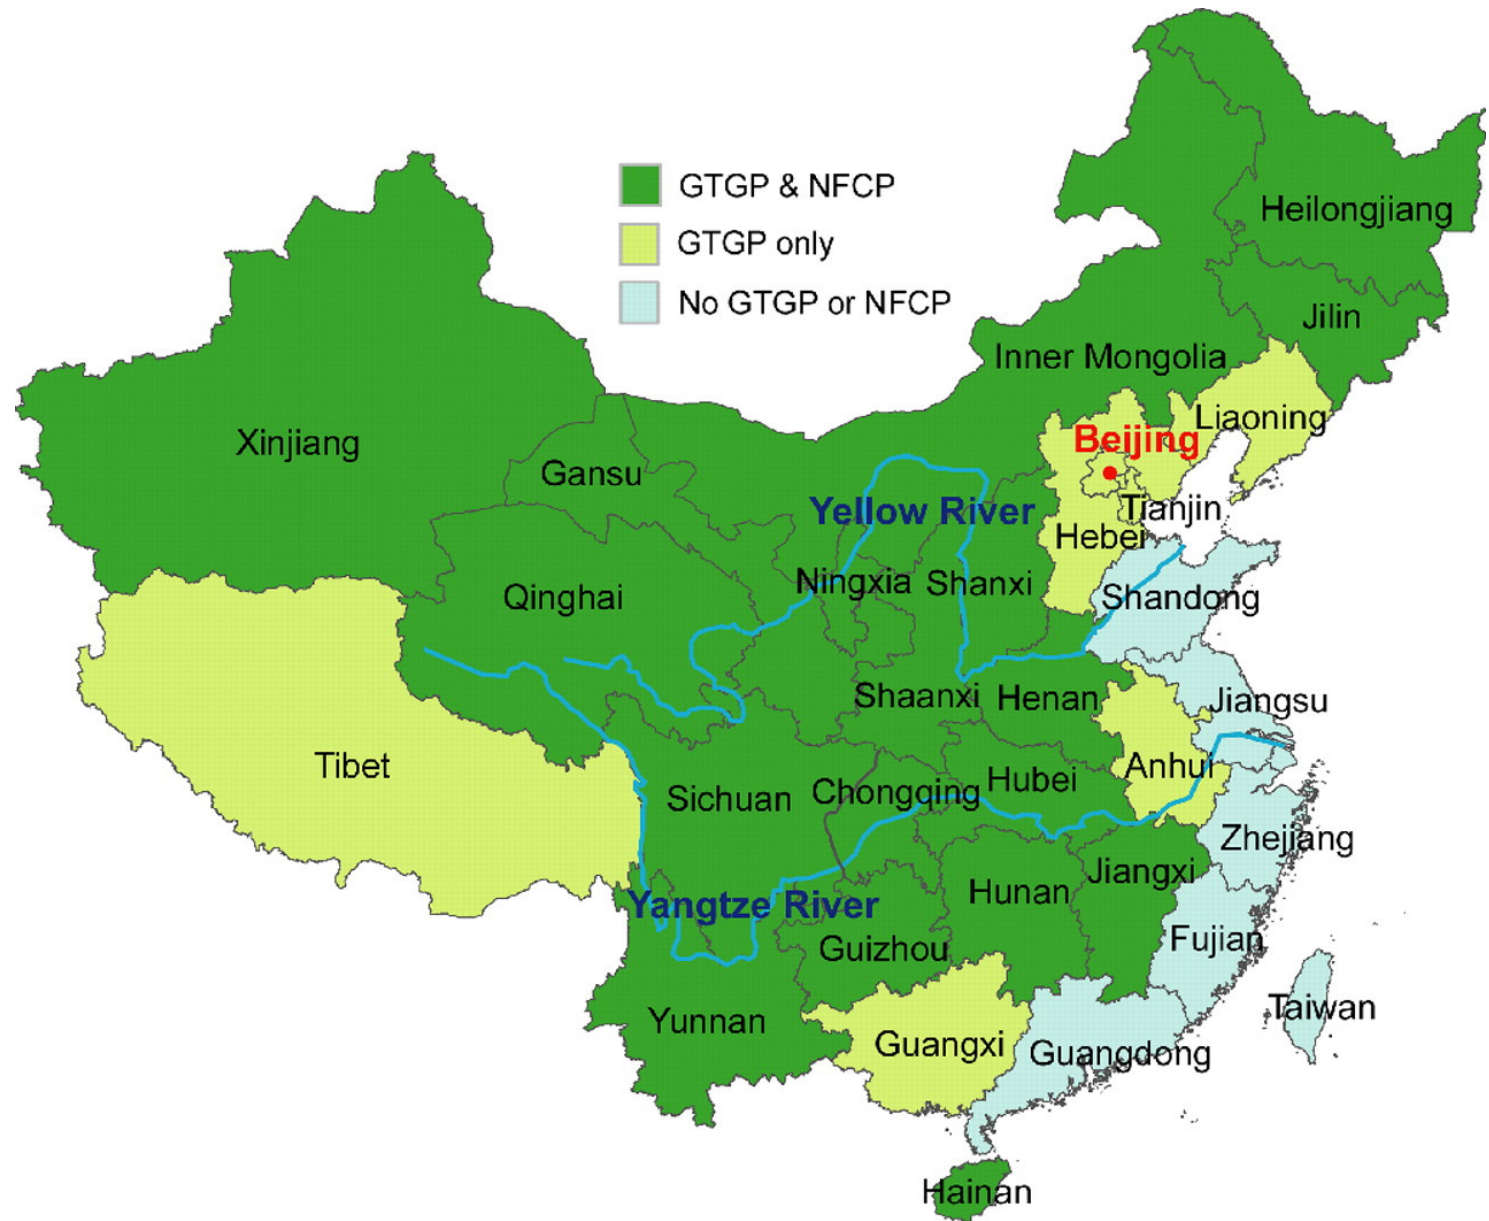 GTGP & NFCP
GTGP only
No GTGP or NFCP
Heilongjiang
Jilin
Inner Mongolia
Liaoning
Beijing
Xinjiang
Gansu
Yellow River
Tianjin
Hebei
Ningxia
Shanxi
Qinghai
Shandong
Shaanxi
Henan
Jiangsu
Tibet
Anhui
Sichuan
Chongqing
Hubei
Zhejiang
Jiangxi
Hunan
Yangtze River
Guizhou
Fujian
Taiwan
Yunnan
Guangxi
Guangdong
Hainan